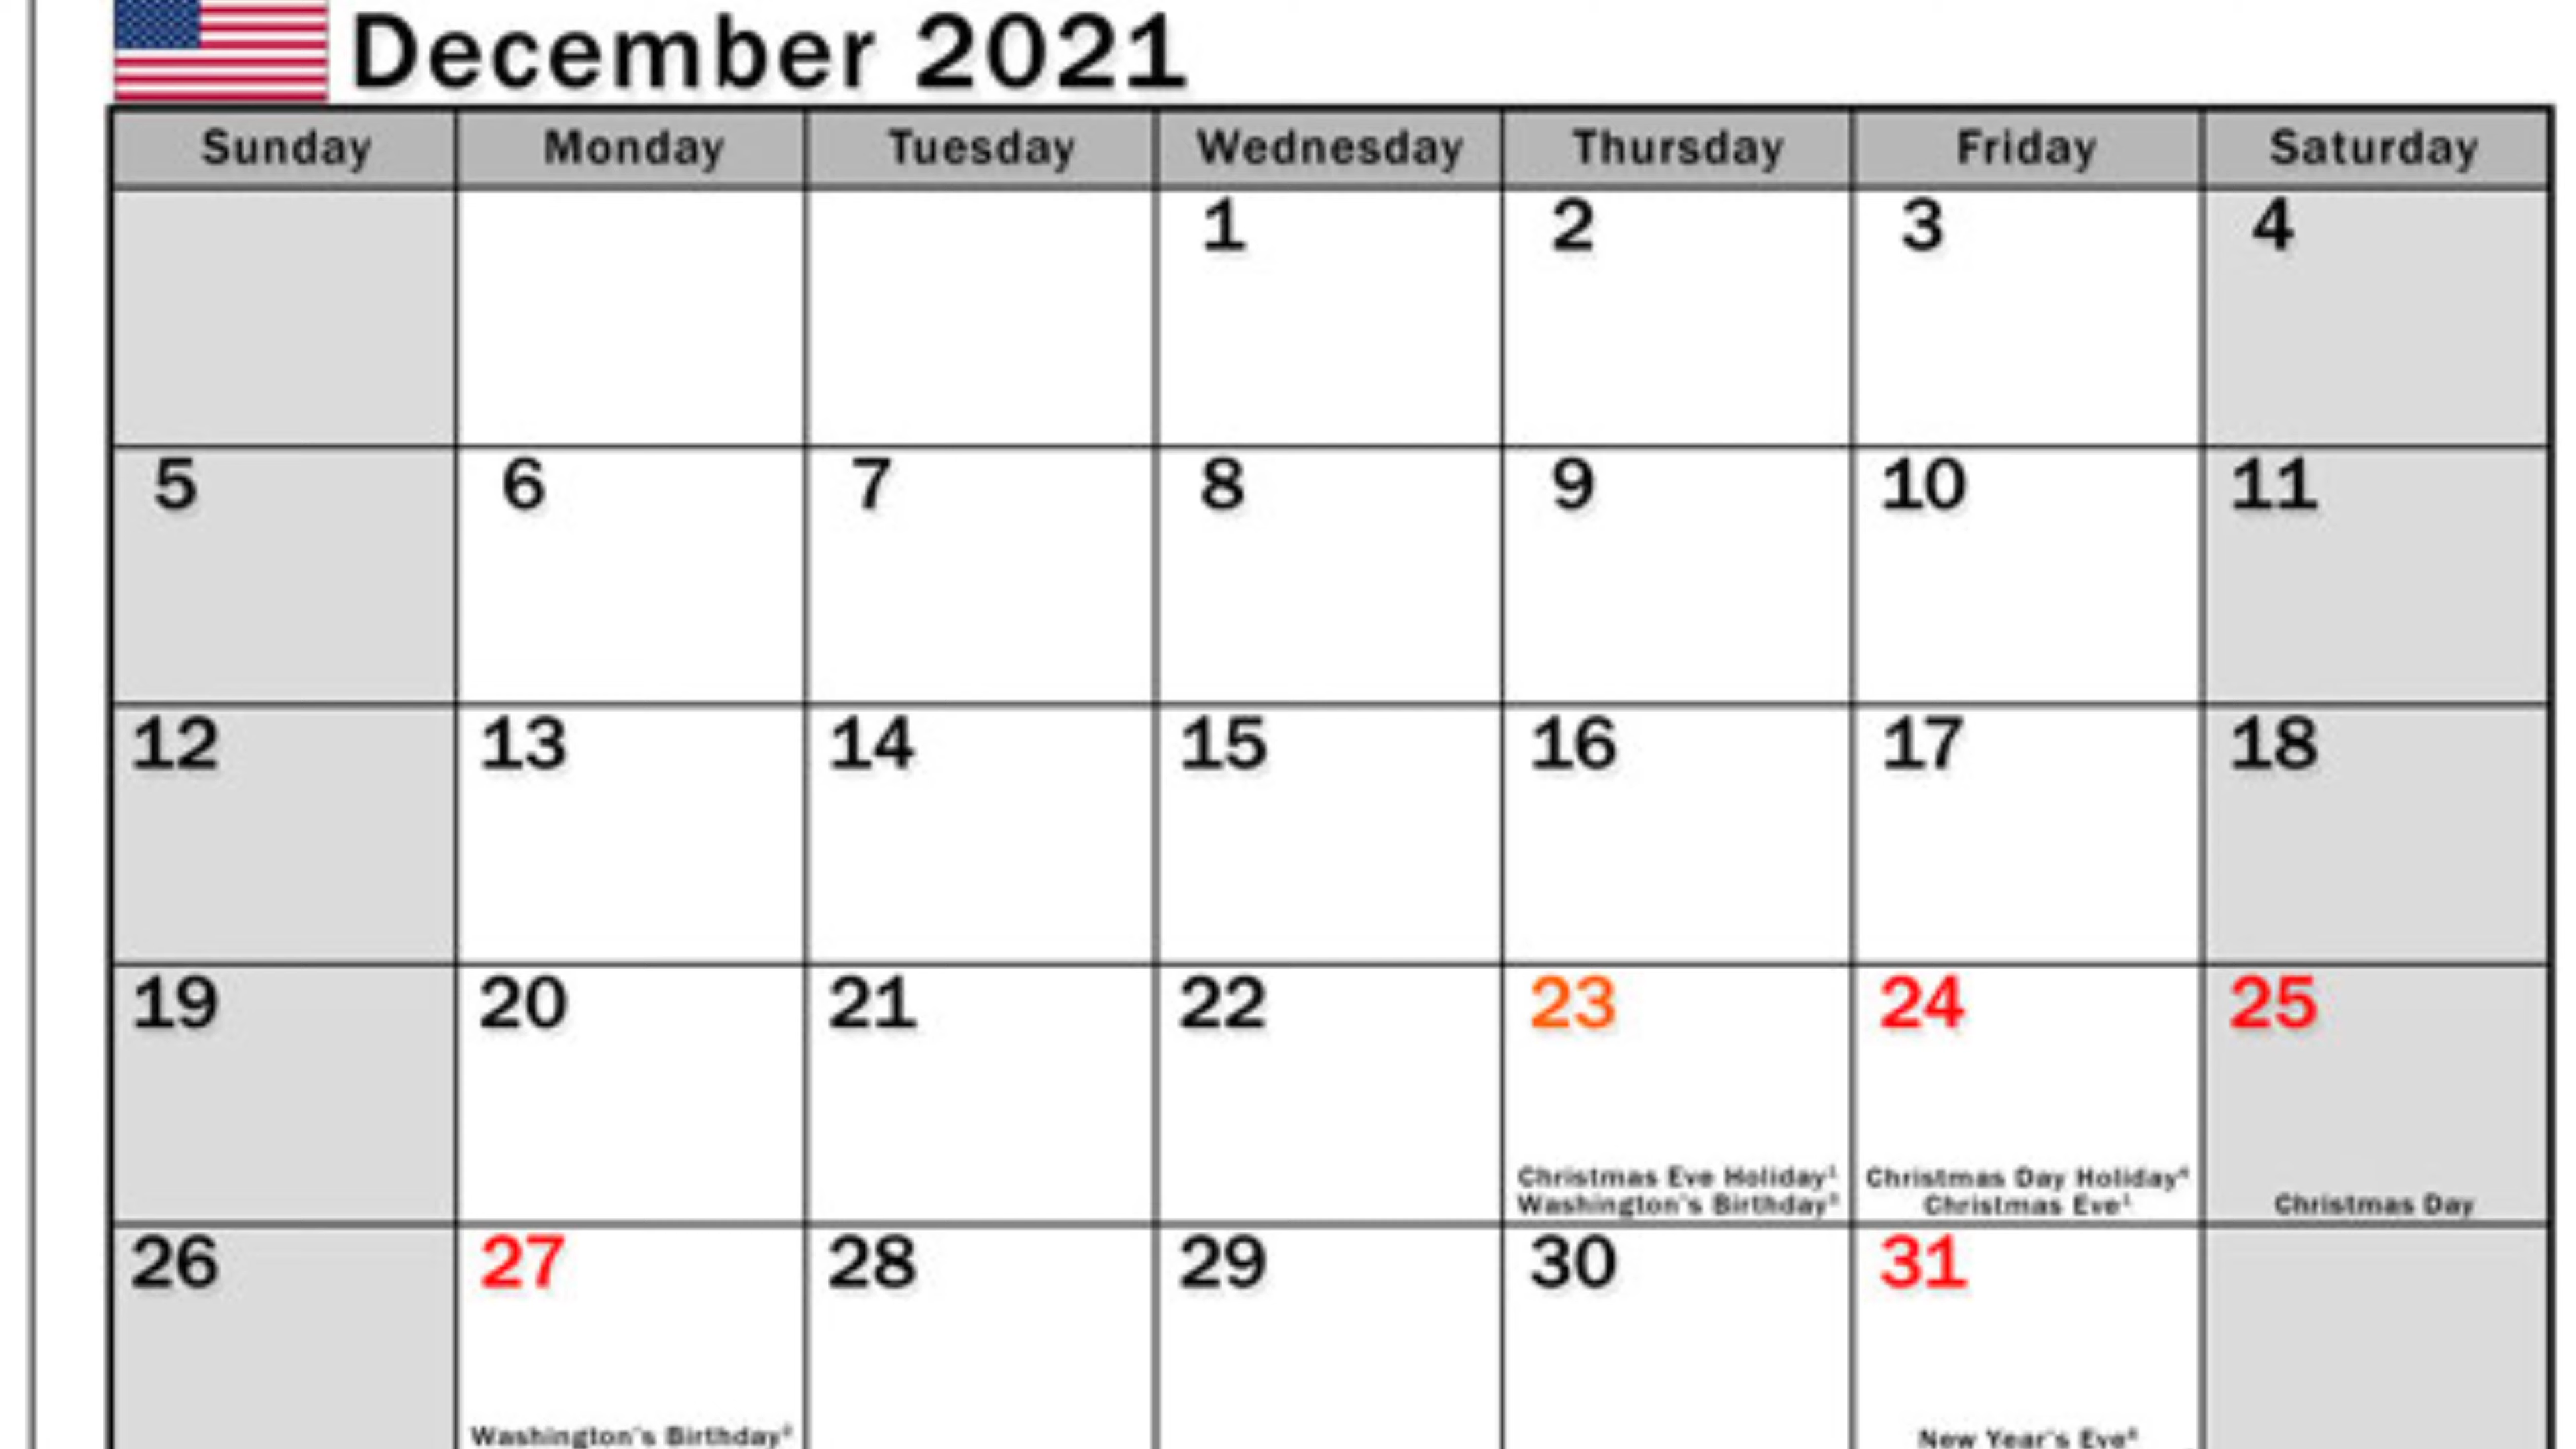 December 2021
Sunday Monday Tuesday Wednesday Thursday Friday Saturday
1 2 3 4
5 6 7 8 9 10 11
12 13 14 15 16 17 18
19 20 21 22 23 24 25
Christmas Eve Holiday¹ Christmas Day Holiday⁴
Washington's Birthday Christmas Eve¹ Christmas Day
26 27 28 29 30 31
Washington's Birthday New Year's Eve